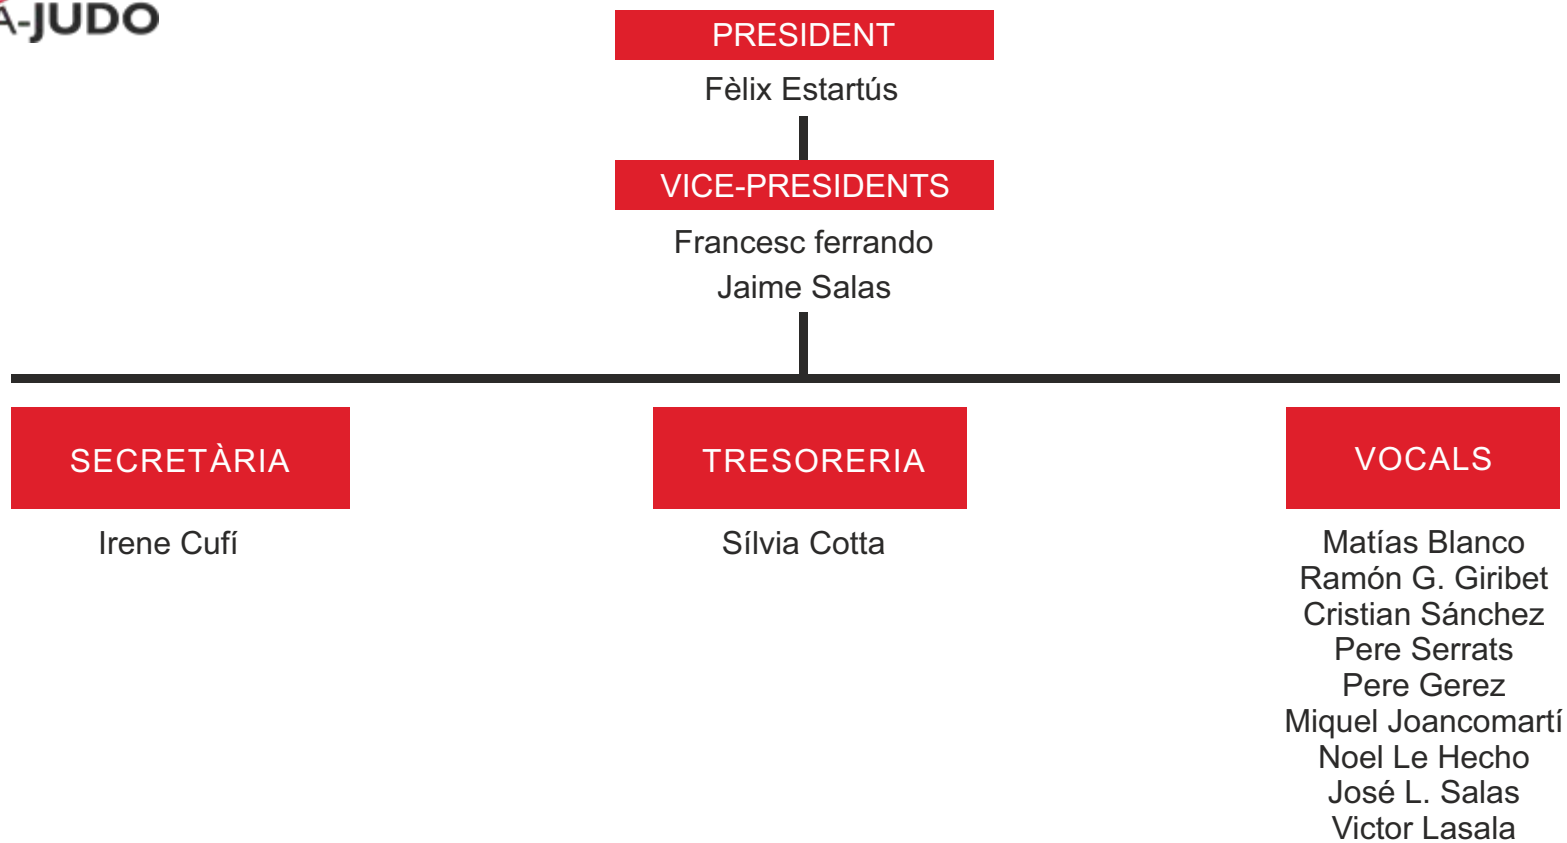 A-JUDO
PRESIDENT
Fèlix Estartús
VICE-PRESIDENTS
Francesc ferrando
Jaime Salas
SECRETÀRIA
Irene Cufí
TRESORERIA
Sílvia Cotta
VOCALS
Matías Blanco
Ramón G. Giribet
Cristian Sánchez
Pere Serrats
Pere Gerez
Miquel Joancomartí
Noel Le Hecho
José L. Salas
Victor Lasala